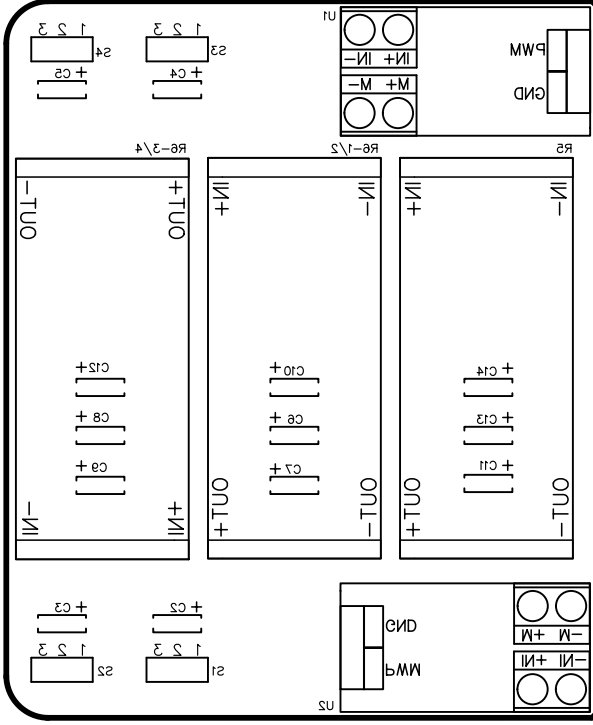 U1
1 2 3
S4
1 2 3
S3
C5 +
C4 +
IN+ IN-
M+ M-
PWM
GND
R6-3/4
R6-1/2
R5
OUT-
OUT+
IN+
IN-
IN+
IN-
C12+
C10 +
C14 +
C8 +
C6 +
C13 +
C9 +
C7 +
C11 +
IN-
IN+
OUT+
OUT-
OUT+
OUT-
C3 +
C2 +
1 2 3
S2
1 2 3
S1
GND
PWM
M+ M-
IN+ IN-
U2